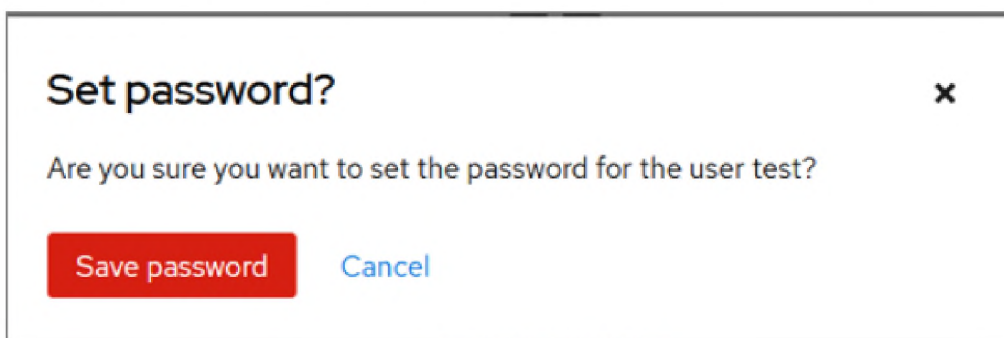 Set password?
Are you sure you want to set the password for the user test?
Save password
Cancel